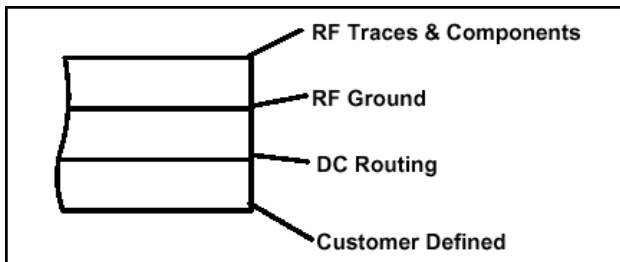 RF Traces & Components
RF Ground
DC Routing
Customer Defined